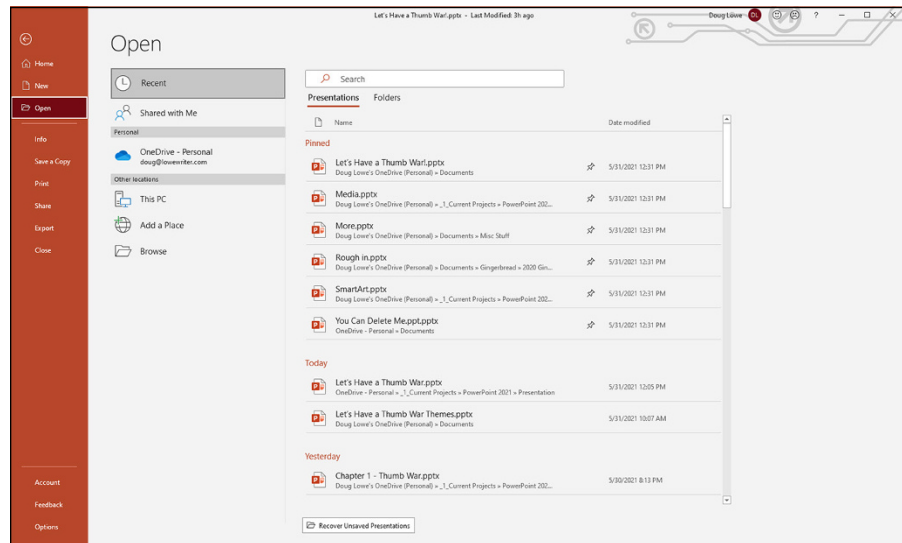 Let's Have a Thumb War!.pptx - Last Modified: 3h ago
Doug Lowe DL ?
Home
New
Open
Info
Save a Copy
Print
Share
Export
Close
Account
Feedback
Options
Open
Recent
Shared with Me
Personal
OneDrive - Personal
doug@lowewriter.com
Other locations
This PC
Add a Place
Browse
Search
Presentations Folders
Name Date modified
Pinned
Let's Have a Thumb War!.pptx
Doug Lowe's OneDrive (Personal) » Documents
5/31/2021 12:31 PM
Media.pptx
Doug Lowe's OneDrive (Personal) » _1_Current Projects » PowerPoint 202...
5/31/2021 12:31 PM
More.pptx
Doug Lowe's OneDrive (Personal) » Documents » Misc Stuff
5/31/2021 12:31 PM
Rough in.pptx
Doug Lowe's OneDrive (Personal) » Documents » Gingerbread » 2020 Gin...
5/31/2021 12:31 PM
SmartArt.pptx
Doug Lowe's OneDrive (Personal) » _1_Current Projects » PowerPoint 202...
5/31/2021 12:31 PM
You Can Delete Me.ppt.pptx
OneDrive - Personal » Documents
5/31/2021 12:31 PM
Today
Let's Have a Thumb War.pptx
OneDrive - Personal » _1_Current Projects » PowerPoint 2021 » Presentation
5/31/2021 12:05 PM
Let's Have a Thumb War Themes.pptx
Doug Lowe's OneDrive (Personal) » Documents
5/31/2021 10:07 AM
Yesterday
Chapter 1 - Thumb War.pptx
Doug Lowe's OneDrive (Personal) » _1_Current Projects » PowerPoint 202...
5/30/2021 8:13 PM
Recover Unsaved Presentations